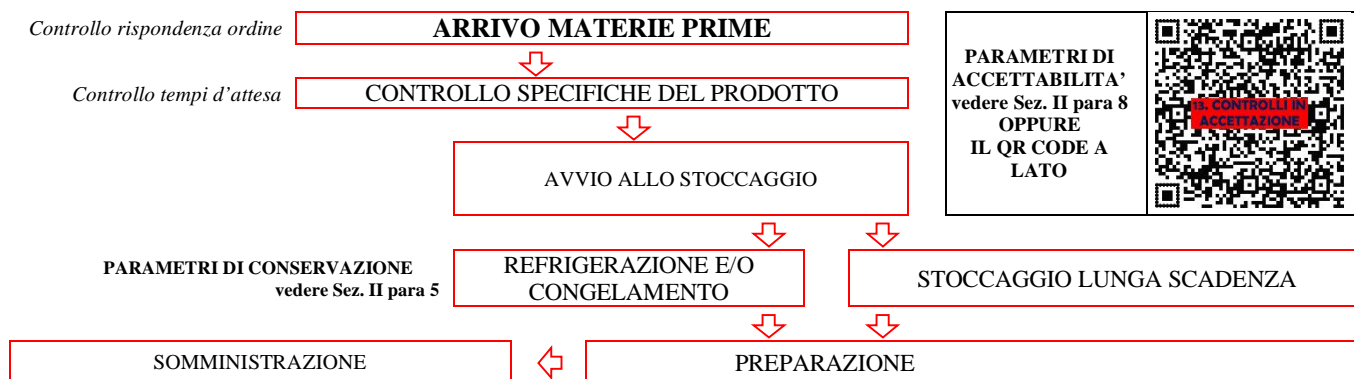 Controllo rispondenza ordine
ARRIVO MATERIE PRIME
Controllo tempi d'attesa
CONTROLLO SPECIFICHE DEL PRODOTTO
PARAMETRI DI
ACCETTABILITA'
vedere Sez. II para 8
OPPURE
IL QR CODE A
LATO
13. CONTROLLI IN
ACCETTAZIONE
AVVIO ALLO STOCCAGGIO
PARAMETRI DI CONSERVAZIONE
vedere Sez. II para 5
REFRIGERAZIONE E/O
CONGELAMENTO
STOCCAGGIO LUNGA SCADENZA
SOMMINISTRAZIONE
PREPARAZIONE